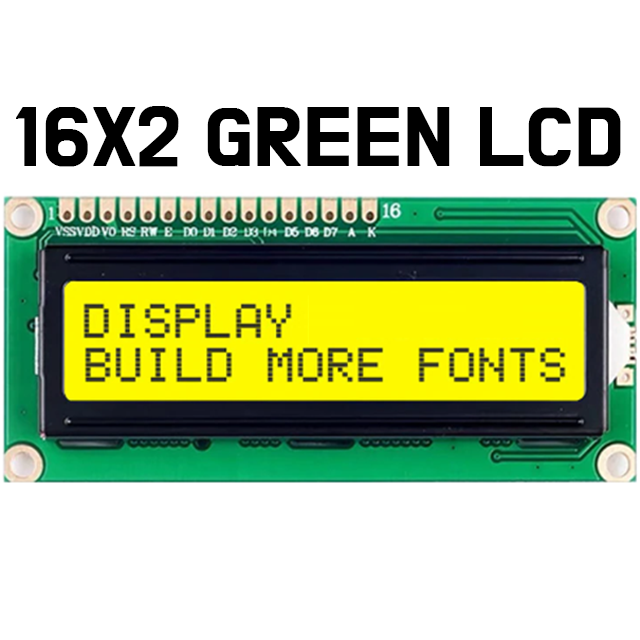 16X2 GREEN LCD
1 16
VSS VDD VO RS RW E D0 D1 D2 D3 D4 D5 D6 D7 A K
DISPLAY
BUILD MORE FONTS